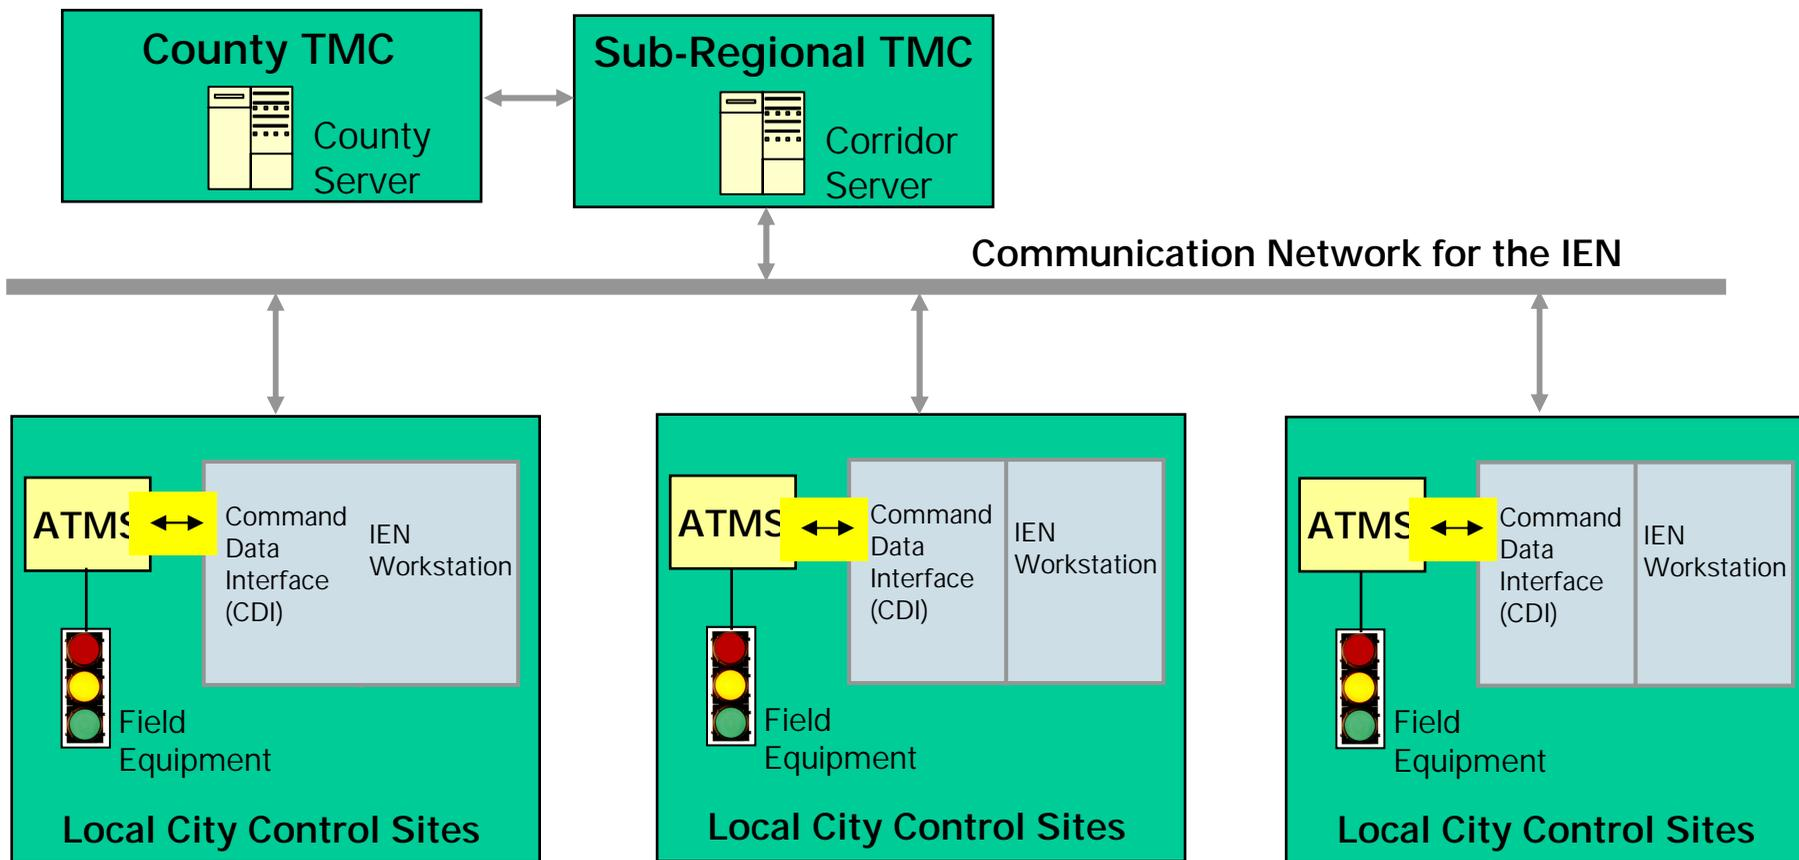 County TMC
County
Server
Sub-Regional TMC
Corridor
Server
Communication Network for the IEN
ATMS
Command
Data
Interface
(CDI)
IEN
Workstation
Field
Equipment
Local City Control Sites
ATMS
Command
Data
Interface
(CDI)
IEN
Workstation
Field
Equipment
Local City Control Sites
ATMS
Command
Data
Interface
(CDI)
IEN
Workstation
Field
Equipment
Local City Control Sites